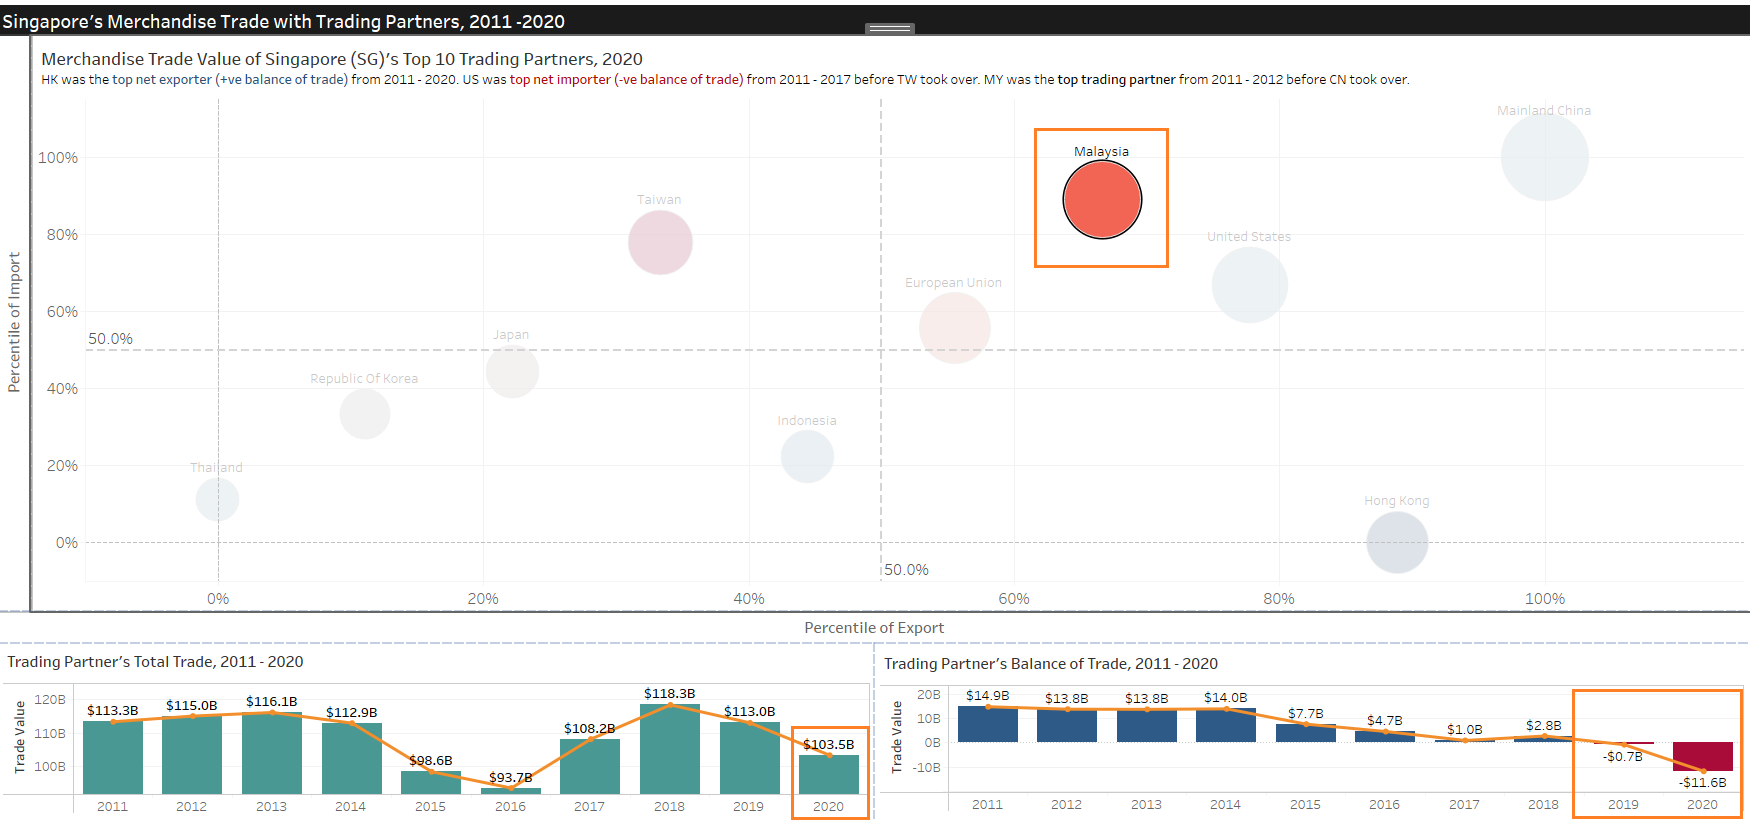 Singapore's Merchandise Trade with Trading Partners, 2011 -2020
Merchandise Trade Value of Singapore (SG)'s Top 10 Trading Partners, 2020
HK was the top net exporter (+ve balance of trade) from 2011 - 2020. US was top net importer (-ve balance of trade) from 2011 - 2017 before TW took over. MY was the top trading partner from 2011 - 2012 before CN took over.
Percentile of Import
100%
80%
60%
40%
20%
0%
50.0%
Mainland China
Malaysia
Taiwan
United States
European Union
Japan
Republic Of Korea
Indonesia
Thailand
Hong Kong
50.0%
0%
20%
40%
60%
80%
100%
Percentile of Export
Trading Partner's Total Trade, 2011 - 2020
Trade Value
120B
110B
100B
$113.3B
$115.0B
$116.1B
$112.9B
$98.6B
$93.7B
$108.2B
$118.3B
$113.0B
$103.5B
2011
2012
2013
2014
2015
2016
2017
2018
2019
2020
Trading Partner's Balance of Trade, 2011 - 2020
Trade Value
20B
10B
0B
-10B
$14.9B
$13.8B
$13.8B
$14.0B
$7.7B
$4.7B
$1.0B
$2.8B
-$0.7B
-$11.6B
2011
2012
2013
2014
2015
2016
2017
2018
2019
2020